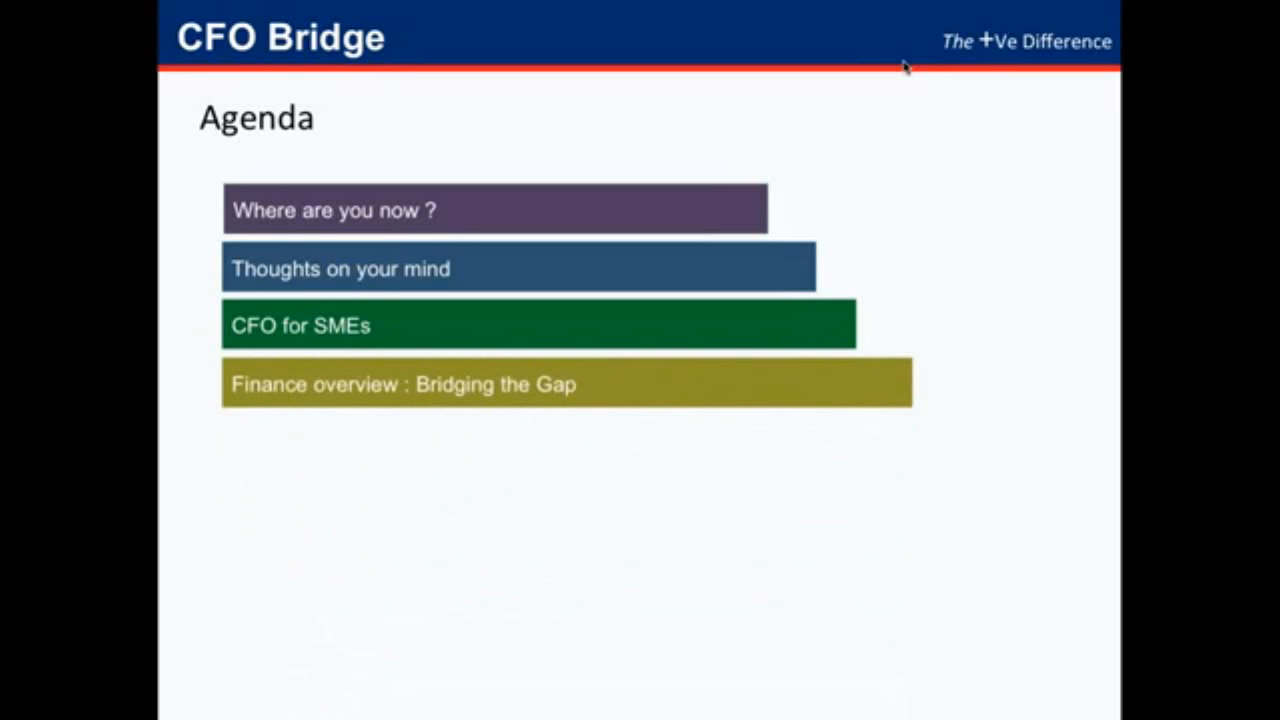 CFO Bridge
The +Ve Difference
Agenda
Where are you now ?
Thoughts on your mind
CFO for SMEs
Finance overview : Bridging the Gap